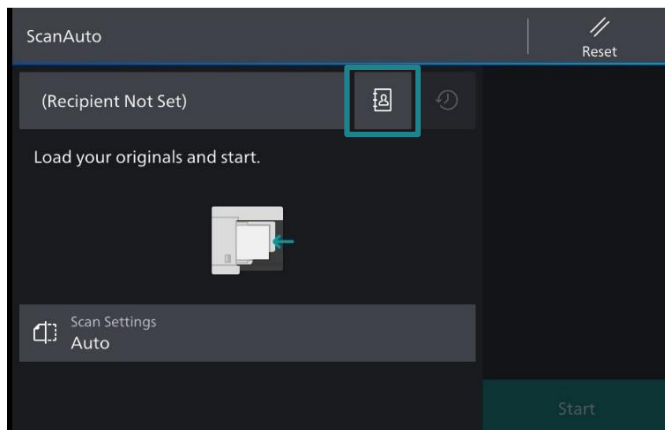 ScanAuto
Reset
(Recipient Not Set)
Load your originals and start.
Scan Settings
Auto
Start